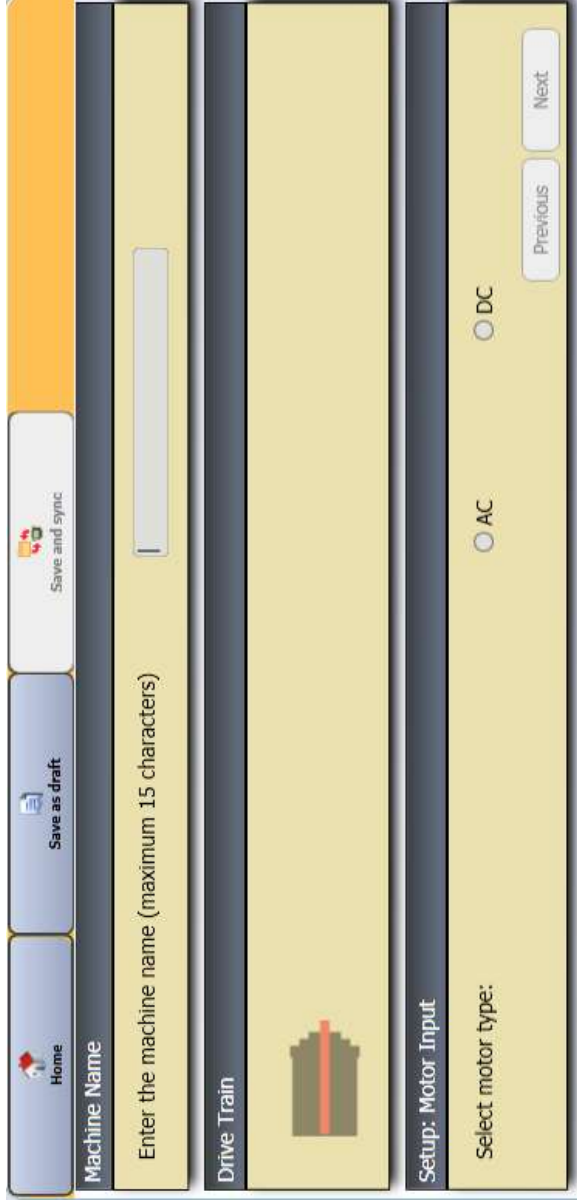 Home
Save as draft
Save and sync
Machine Name
Enter the machine name (maximum 15 characters)
Drive Train
Setup: Motor Input
Select motor type:
AC
DC
Previous
Next